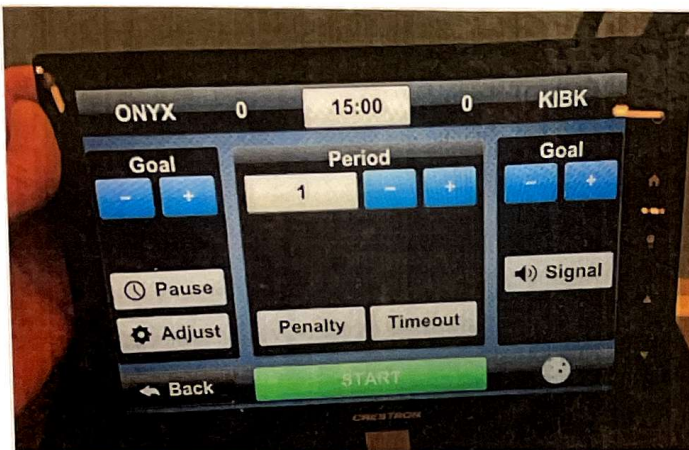 ONYX 0 15:00 0 KIBK
Goal Period Goal
- + 1 - + - +
Pause
Signal
Adjust
Penalty Timeout
Back
START
CRESTRON